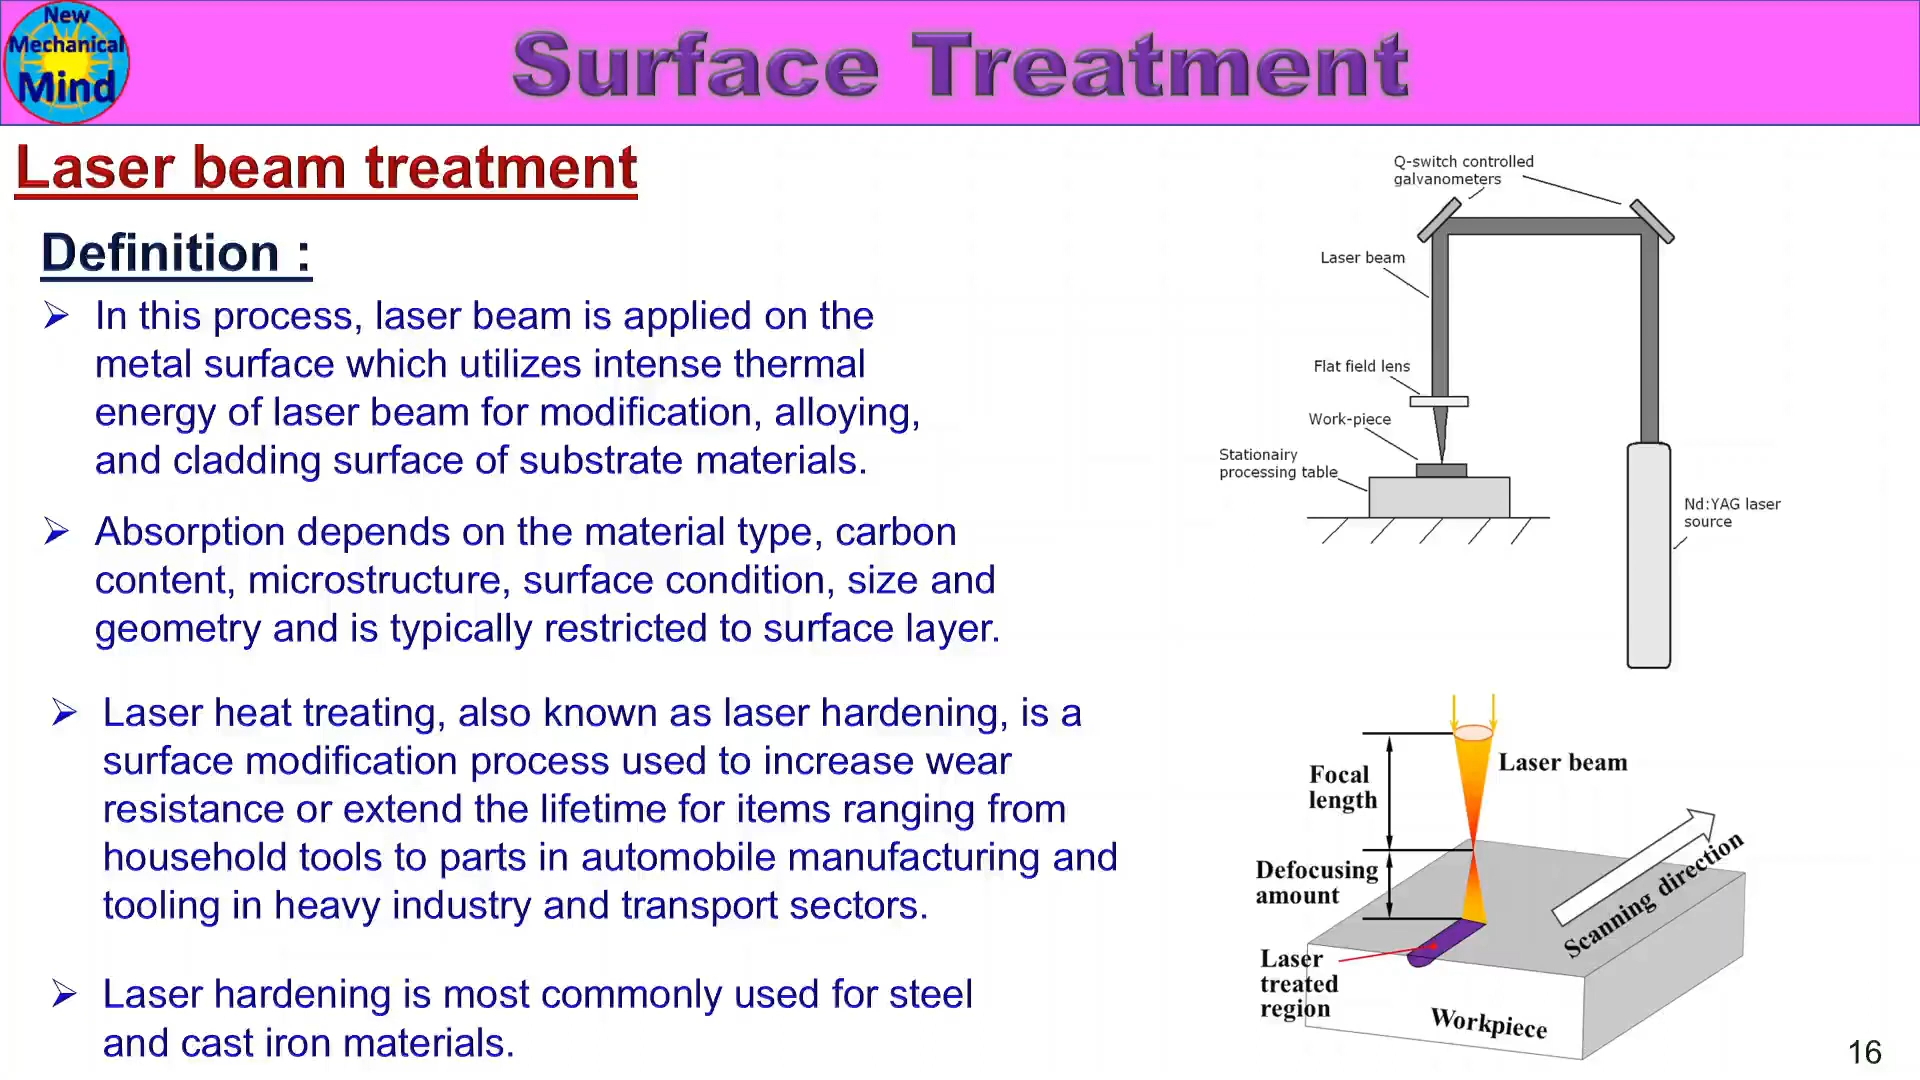 New
Mechanical
Mind
Surface Treatment
Laser beam treatment
Definition :
➢ In this process, laser beam is applied on the
metal surface which utilizes intense thermal
energy of laser beam for modification, alloying,
and cladding surface of substrate materials.
➢ Absorption depends on the material type, carbon
content, microstructure, surface condition, size and
geometry and is typically restricted to surface layer.
➢ Laser heat treating, also known as laser hardening, is a
surface modification process used to increase wear
resistance or extend the lifetime for items ranging from
household tools to parts in automobile manufacturing and
tooling in heavy industry and transport sectors.
➢ Laser hardening is most commonly used for steel
and cast iron materials.
Q-switch controlled
galvanometers
Laser beam
Flat field lens
Work-piece
Stationairy
processing table
Nd:YAG laser
source
Laser beam
Focal
length
Defocusing
amount
Scanning direction
Laser
treated
region
Workpiece
16